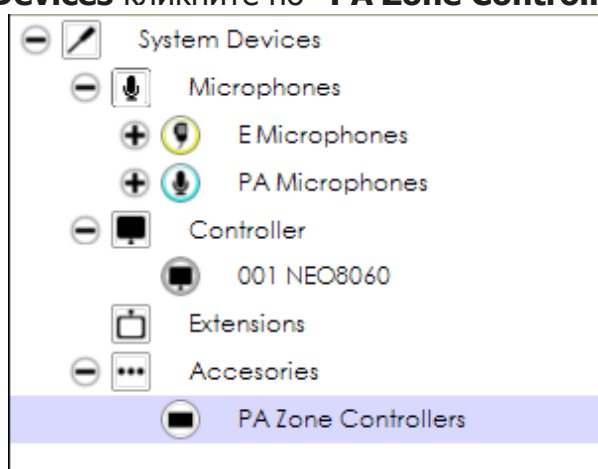 Devices кликните по "PA Zone Controll
System Devices
Microphones
E Microphones
PA Microphones
Controller
001 NEO8060
Extensions
Accesories
PA Zone Controllers